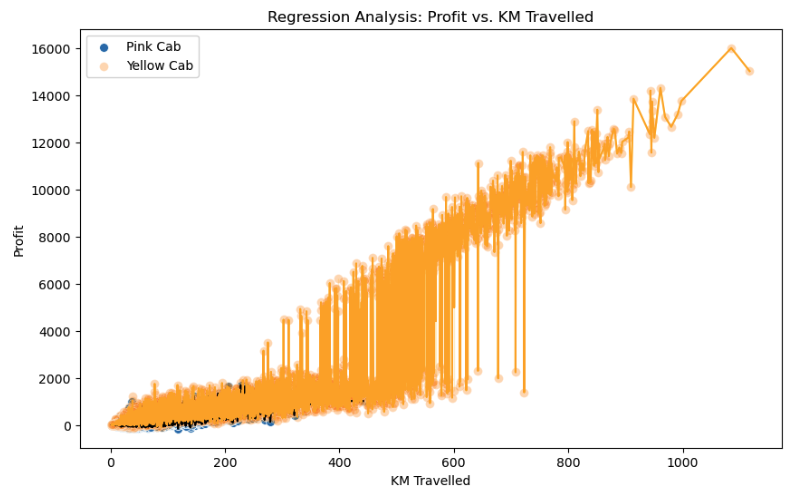 Regression Analysis: Profit vs. KM Travelled
Pink Cab
Yellow Cab
16000
14000
12000
10000
8000
6000
4000
2000
0
Profit
0 200 400 600 800 1000
KM Travelled